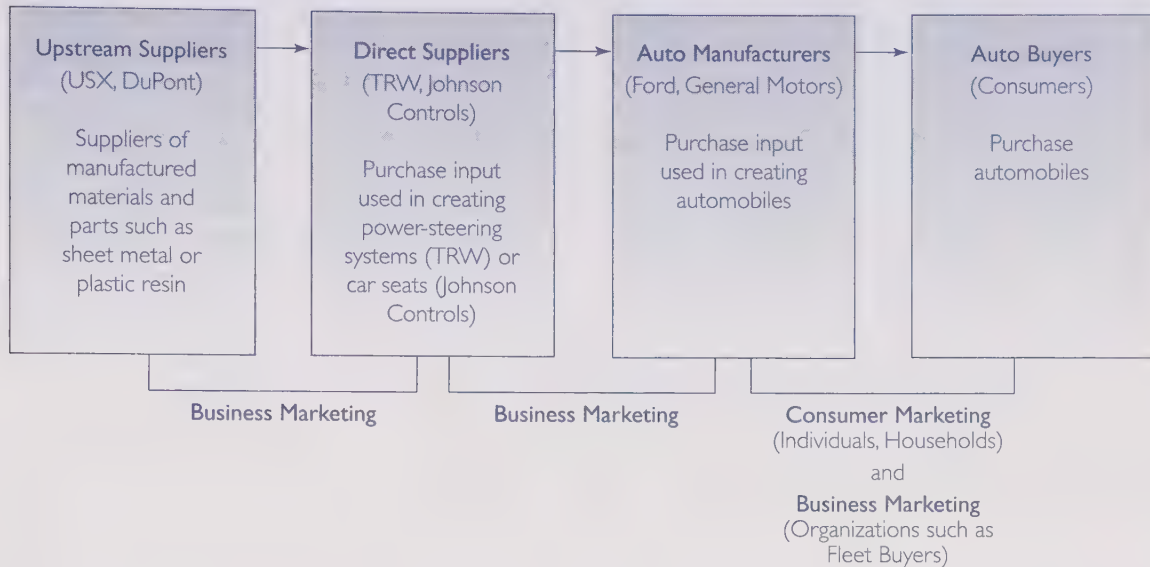 Upstream Suppliers
(USX, DuPont)
Suppliers of
manufactured
materials and
parts such as
sheet metal or
plastic resin
Direct Suppliers
(TRW, Johnson
Controls)
Purchase input
used in creating
power-steering
systems (TRW) or
car seats (Johnson
Controls)
Auto Manufacturers
(Ford, General Motors)
Purchase input
used in creating
automobiles
Auto Buyers
(Consumers)
Purchase
automobiles
Business Marketing
Business Marketing
Consumer Marketing
(Individuals, Households)
and
Business Marketing
(Organizations such as
Fleet Buyers)